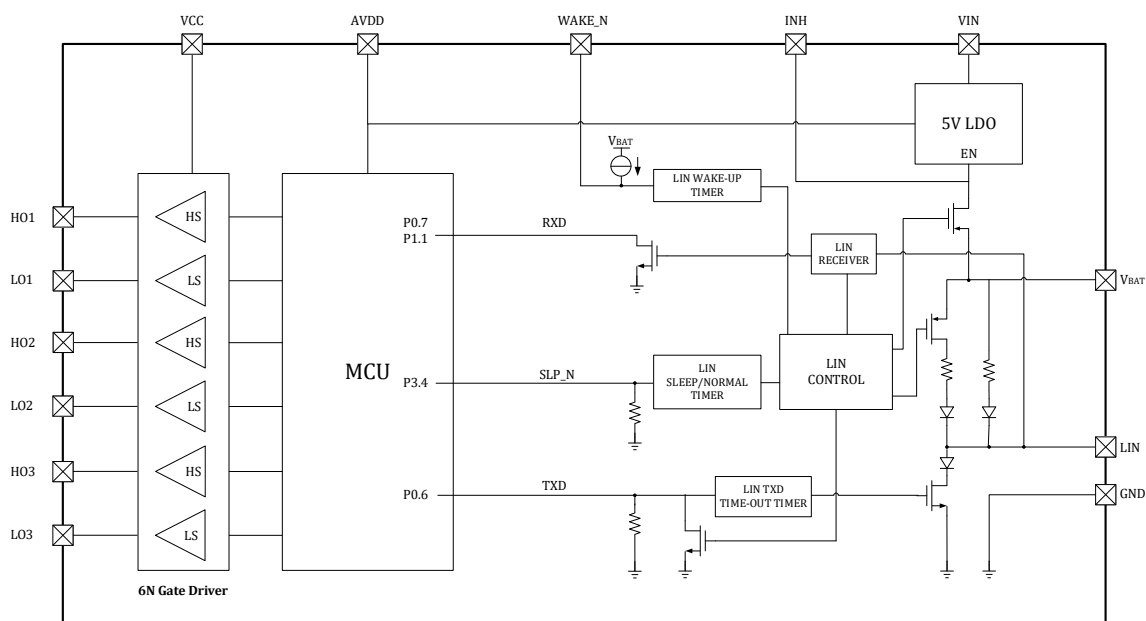 VCC
AVDD
WAKE_N
INH
VIN
5V LDO
EN
VBAT
LIN WAKE-UP
TIMER
HO1
HS
P0.7
P1.1
RXD
LIN
RECEIVER
LO1
LS
VBAT
HO2
HS
MCU
P3.4
SLP_N
LIN
SLEEP/NORMAL
TIMER
LIN
CONTROL
LO2
LS
LIN
HO3
HS
P0.6
TXD
LIN TXD
TIME-OUT TIMER
GND
LO3
LS
6N Gate Driver